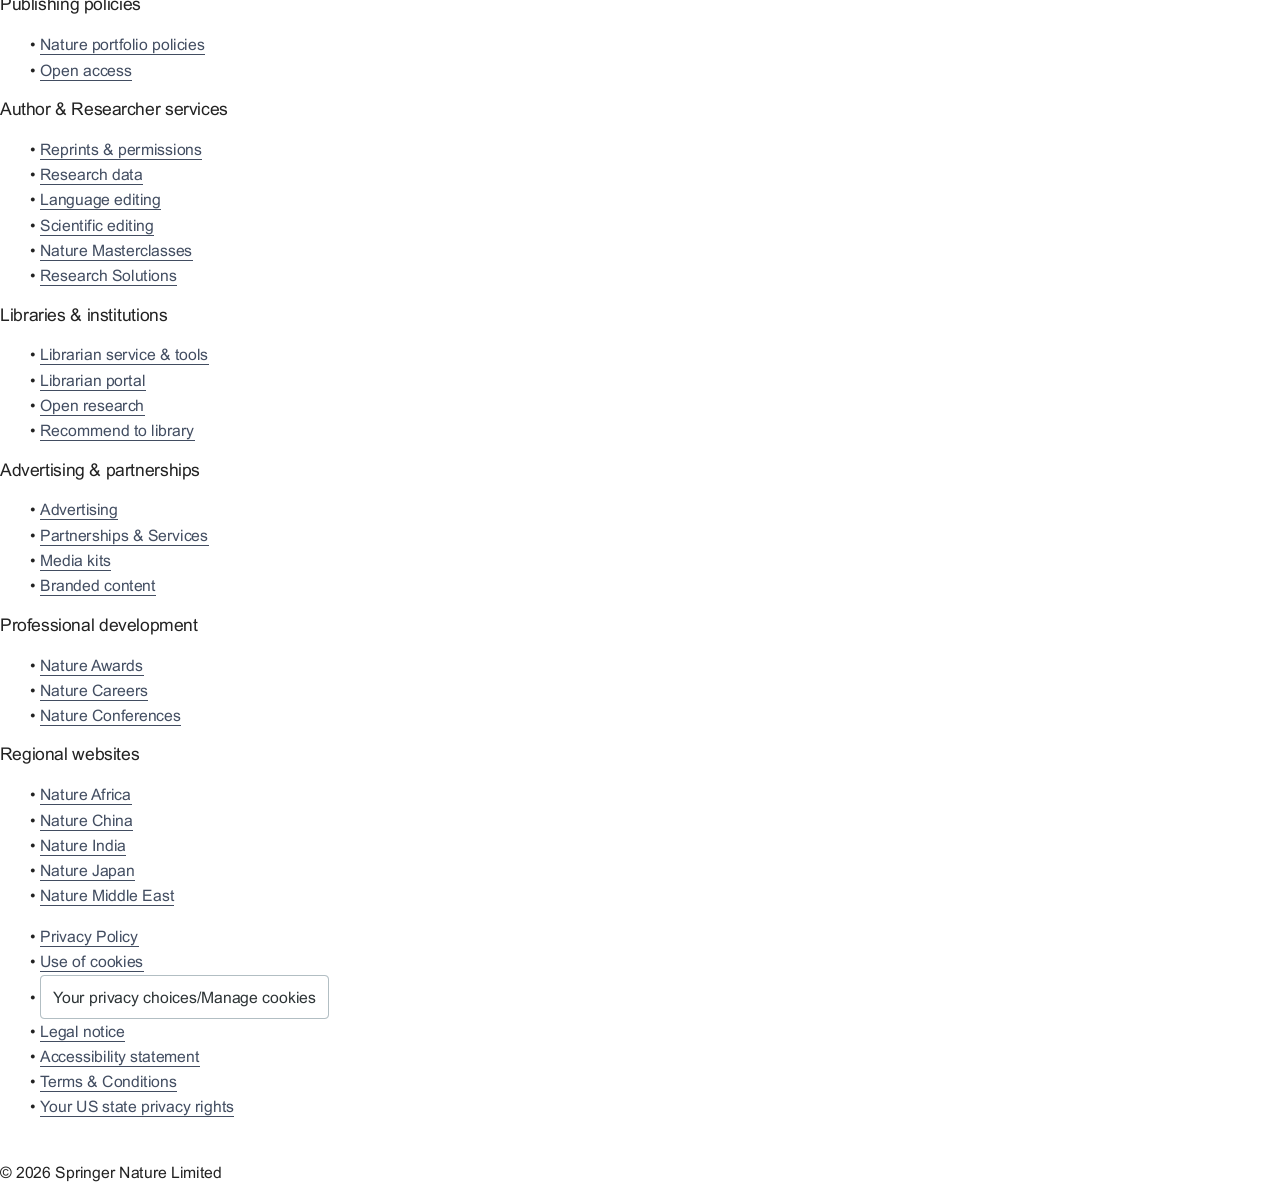 Publishing policies
• Nature portfolio policies
• Open access
Author & Researcher services
• Reprints & permissions
• Research data
• Language editing
• Scientific editing
• Nature Masterclasses
• Research Solutions
Libraries & institutions
• Librarian service & tools
• Librarian portal
• Open research
• Recommend to library
Advertising & partnerships
• Advertising
• Partnerships & Services
• Media kits
• Branded content
Professional development
• Nature Awards
• Nature Careers
• Nature Conferences
Regional websites
• Nature Africa
• Nature China
• Nature India
• Nature Japan
• Nature Middle East
• Privacy Policy
• Use of cookies
• Your privacy choices/Manage cookies
• Legal notice
• Accessibility statement
• Terms & Conditions
• Your US state privacy rights
© 2026 Springer Nature Limited